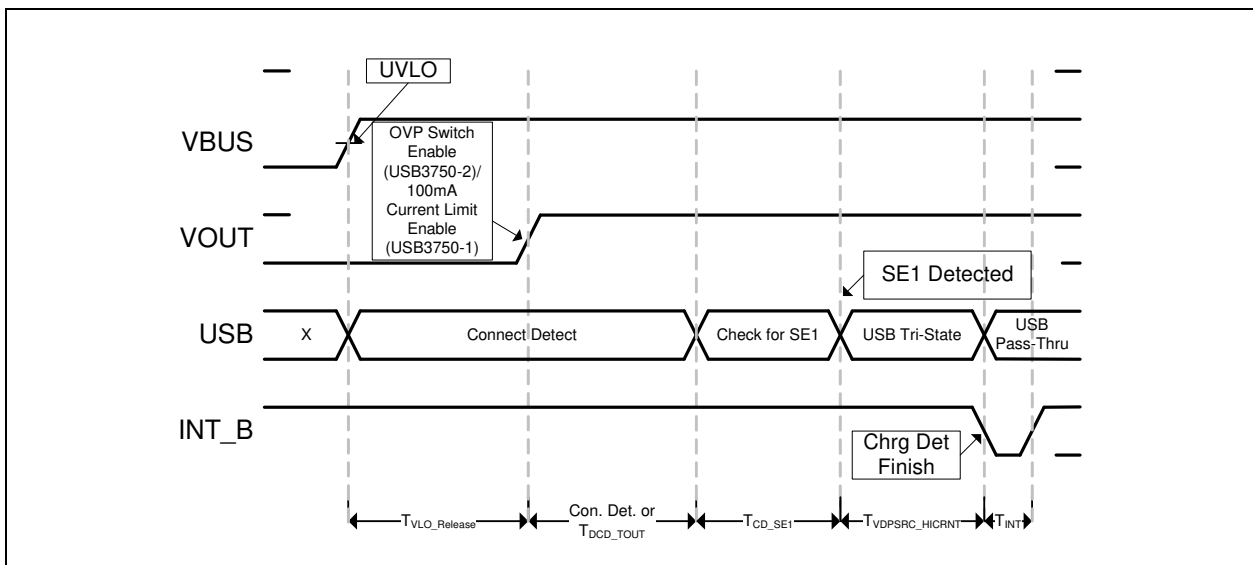 UVLO
VBUS
OVP Switch
Enable
(USB3750-2)/
100mA
Current Limit
Enable
(USB3750-1)
VOUT
SE1 Detected
USB
X
Connect Detect
Check for SE1
USB Tri-State
USB
Pass-Thru
INT_B
Chrg Det
Finish
TVLO_Release
Con. Det. or
TDCD_TOUT
TCD_SE1
TVDPSRC_HICRNT
TINT